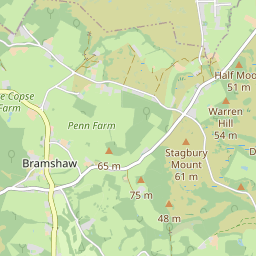 Half Moo
51 m
e Copse
Farm
Warren
Hill
54 m
Penn Farm
Stagbury
Mount
61 m
D
Bramshaw
65 m
75 m
48 m